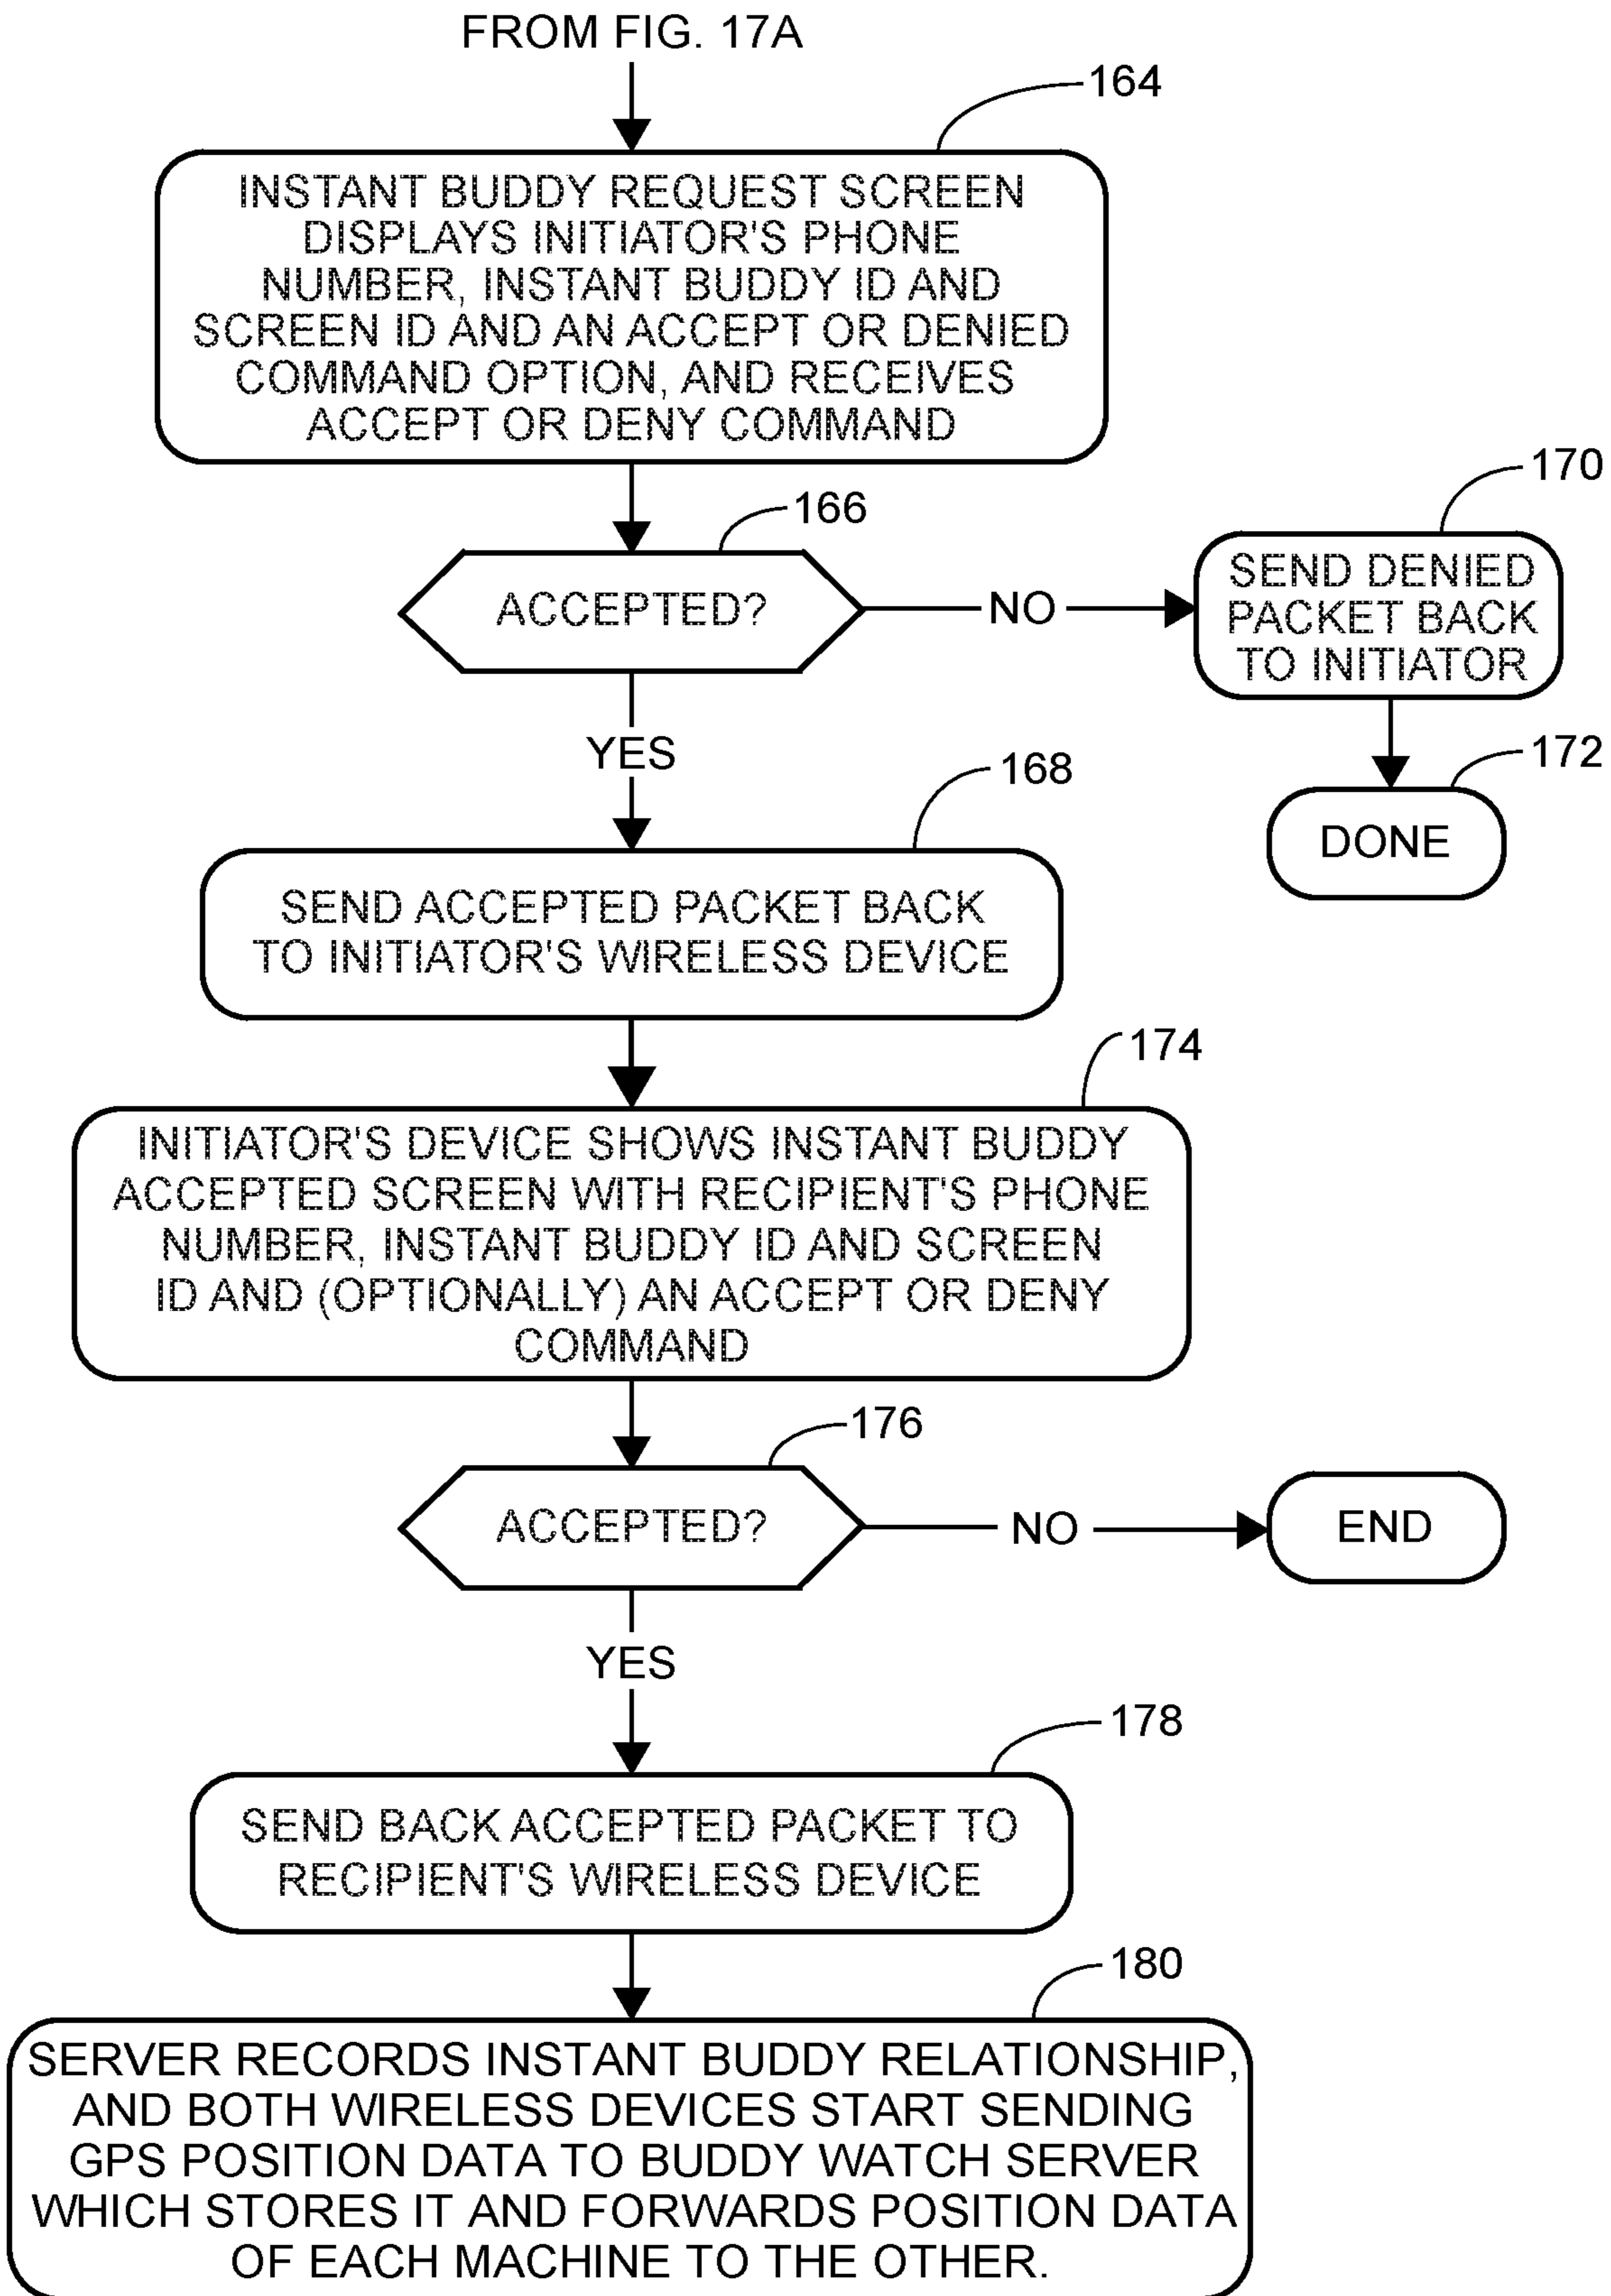 FROM FIG. 17A
164
INSTANT BUDDY REQUEST SCREEN
DISPLAYS INITIATOR'S PHONE
NUMBER, INSTANT BUDDY ID AND
SCREEN ID AND AN ACCEPT OR DENIED
COMMAND OPTION, AND RECEIVES
ACCEPT OR DENY COMMAND
166
ACCEPTED?
NO
170
SEND DENIED
PACKET BACK
TO INITIATOR
172
DONE
YES
168
SEND ACCEPTED PACKET BACK
TO INITIATOR'S WIRELESS DEVICE
174
INITIATOR'S DEVICE SHOWS INSTANT BUDDY
ACCEPTED SCREEN WITH RECIPIENT'S PHONE
NUMBER, INSTANT BUDDY ID AND SCREEN
ID AND (OPTIONALLY) AN ACCEPT OR DENY
COMMAND
176
ACCEPTED?
NO
END
YES
178
SEND BACK ACCEPTED PACKET TO
RECIPIENT'S WIRELESS DEVICE
180
SERVER RECORDS INSTANT BUDDY RELATIONSHIP,
AND BOTH WIRELESS DEVICES START SENDING
GPS POSITION DATA TO BUDDY WATCH SERVER
WHICH STORES IT AND FORWARDS POSITION DATA
OF EACH MACHINE TO THE OTHER.